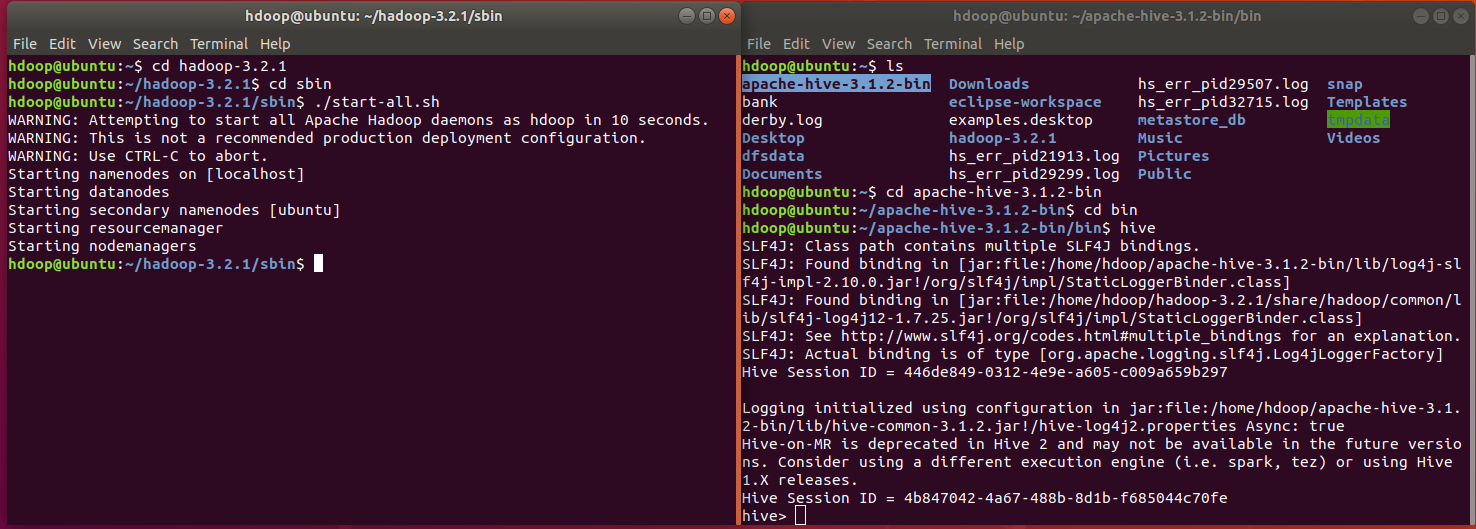 hdoop@ubuntu: ~/hadoop-3.2.1/sbin
File Edit View Search Terminal Help
hdoop@ubuntu:~$ cd hadoop-3.2.1
hdoop@ubuntu:~/hadoop-3.2.1$ cd sbin
hdoop@ubuntu:~/hadoop-3.2.1/sbin$ ./start-all.sh
WARNING: Attempting to start all Apache Hadoop daemons as hdoop in 10 seconds.
WARNING: This is not a recommended production deployment configuration.
WARNING: Use CTRL-C to abort.
Starting namenodes on [localhost]
Starting datanodes
Starting secondary namenodes [ubuntu]
Starting resourcemanager
Starting nodemanagers
hdoop@ubuntu:~/hadoop-3.2.1/sbin$
hdoop@ubuntu: ~/apache-hive-3.1.2-bin/bin
File Edit View Search Terminal Help
hdoop@ubuntu:~$ ls
apache-hive-3.1.2-bin Downloads hs_err_pid29507.log snap
bank eclipse-workspace hs_err_pid32715.log Templates
derby.log examples.desktop metastore_db tmpdata
Desktop hadoop-3.2.1 Music Videos
dfsdata hs_err_pid21913.log Pictures
Documents hs_err_pid29299.log Public
hdoop@ubuntu:~$ cd apache-hive-3.1.2-bin
hdoop@ubuntu:~/apache-hive-3.1.2-bin$ cd bin
hdoop@ubuntu:~/apache-hive-3.1.2-bin/bin$ hive
SLF4J: Class path contains multiple SLF4J bindings.
SLF4J: Found binding in [jar:file:/home/hdoop/apache-hive-3.1.2-bin/lib/log4j-sl
f4j-impl-2.10.0.jar!/org/slf4j/impl/StaticLoggerBinder.class]
SLF4J: Found binding in [jar:file:/home/hdoop/hadoop-3.2.1/share/hadoop/common/l
ib/slf4j-log4j12-1.7.25.jar!/org/slf4j/impl/StaticLoggerBinder.class]
SLF4J: See http://www.slf4j.org/codes.html#multiple_bindings for an explanation.
SLF4J: Actual binding is of type [org.apache.logging.slf4j.Log4jLoggerFactory]
Hive Session ID = 446de849-0312-4e9e-a605-c009a659b297
Logging initialized using configuration in jar:file:/home/hdoop/apache-hive-3.1.
2-bin/lib/hive-common-3.1.2.jar!/hive-log4j2.properties Async: true
Hive-on-MR is deprecated in Hive 2 and may not be available in the future versio
ns. Consider using a different execution engine (i.e. spark, tez) or using Hive
1.X releases.
Hive Session ID = 4b847042-4a67-488b-8d1b-f685044c70fe
hive>